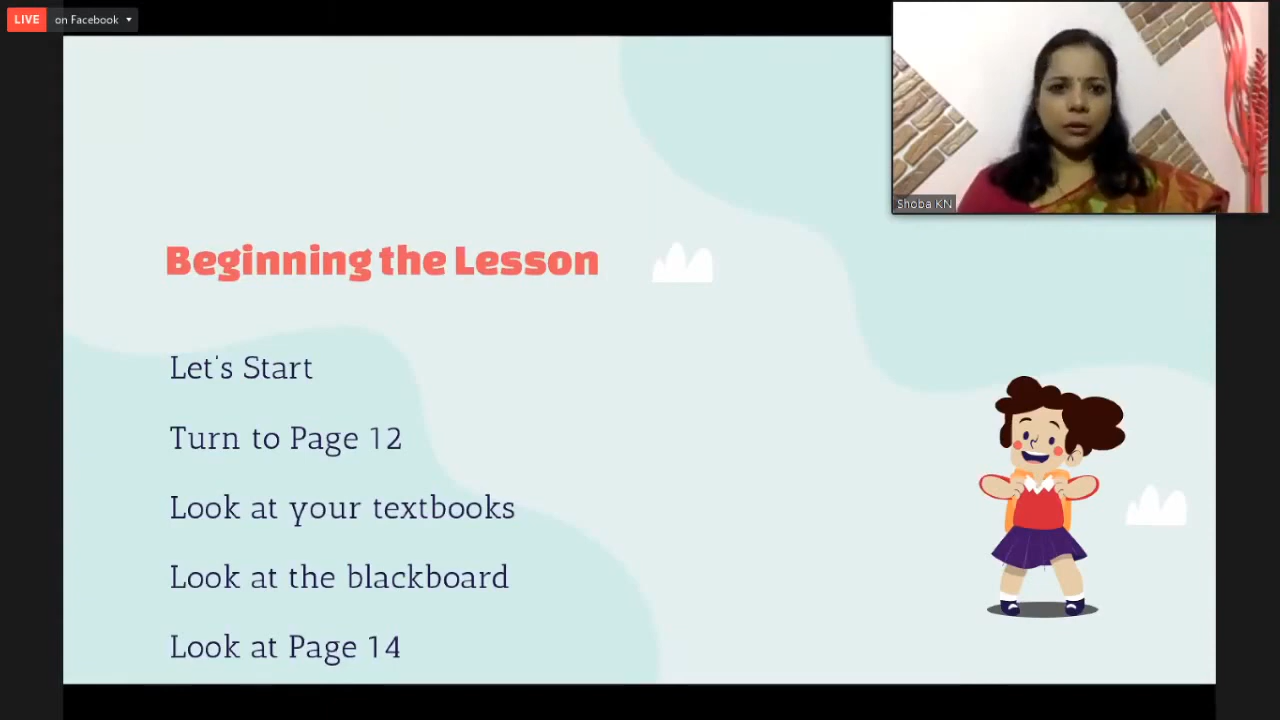 LIVE on Facebook
Shoba KN
Beginning the Lesson
Let's Start
Turn to Page 12
Look at your textbooks
Look at the blackboard
Look at Page 14